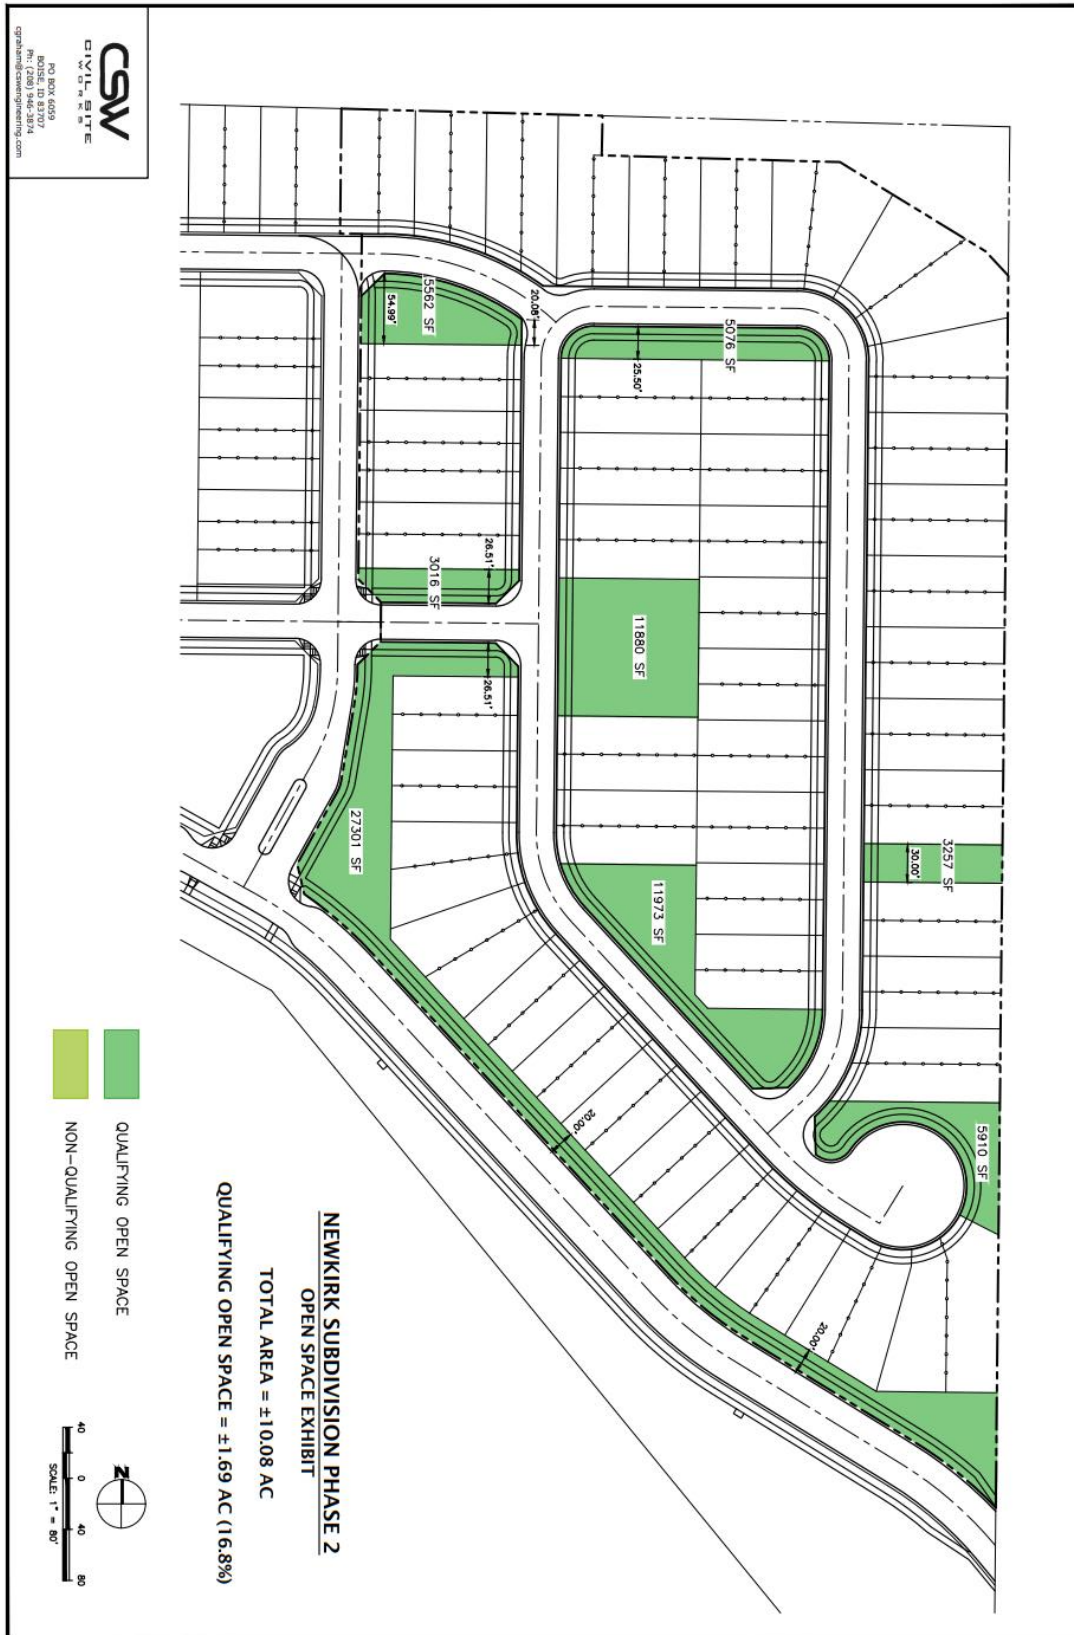 NEWKIRK SUBDIVISION PHASE 2
OPEN SPACE EXHIBIT
TOTAL AREA = ±10.08 AC
QUALIFYING OPEN SPACE = ±1.69 AC (16.8%)
QUALIFYING OPEN SPACE
NON-QUALIFYING OPEN SPACE
5910 SF
3257 SF
30.00'
5076 SF
25.50'
11880 SF
11973 SF
20.08'
5562 SF
54.99'
26.51'
3016 SF
26.51'
27301 SF
20.00'
20.00'
CSW
CIVIL SITE
WORKS
PO BOX 6059
BOISE, ID 83707
Ph: (208) 946-3874
cgraham@cswengineering.com
N
40 0 40 80
SCALE: 1" = 80'